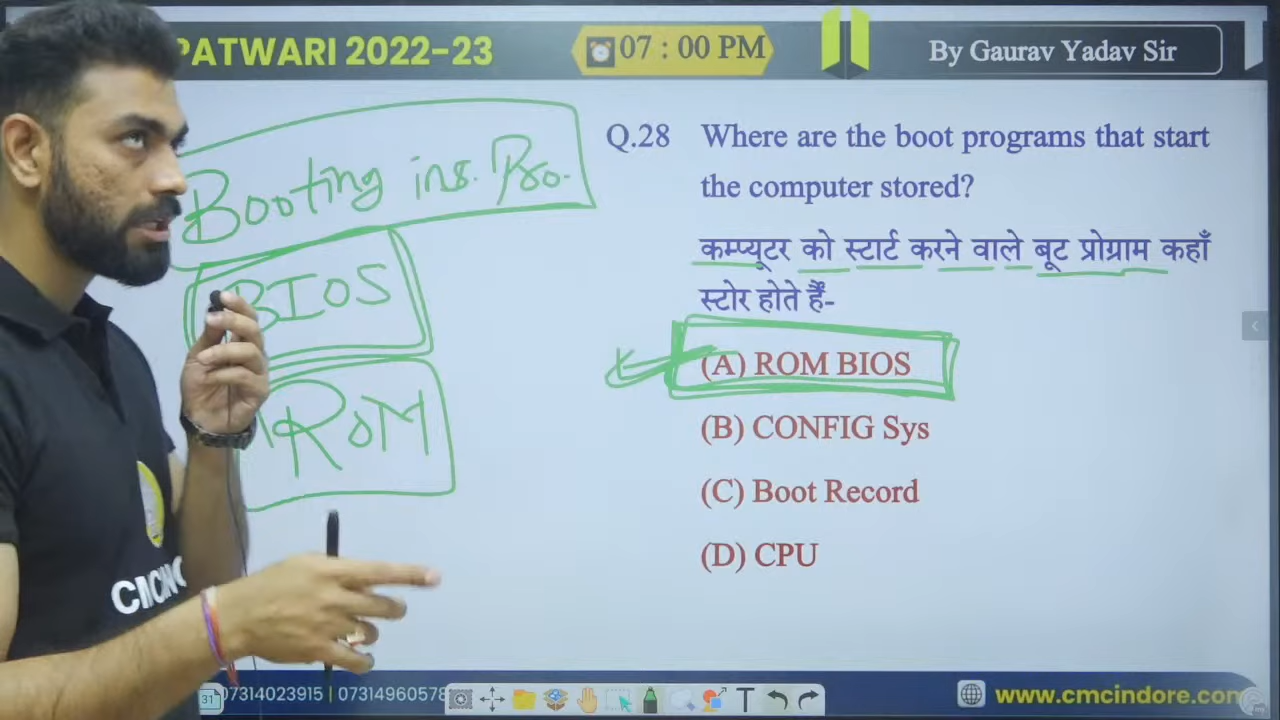 PATWARI 2022-23
07 : 00 PM
By Gaurav Yadav Sir
Booting ins. Pro.
BIOS
ROM
Q.28 Where are the boot programs that start
the computer stored?
कम्प्यूटर को स्टार्ट करने वाले बूट प्रोग्राम कहाँ
स्टोर होते हैं-
(A) ROM BIOS
(B) CONFIG Sys
(C) Boot Record
(D) CPU
31
07314023915 | 0731496057
T
www.cmcindore.com